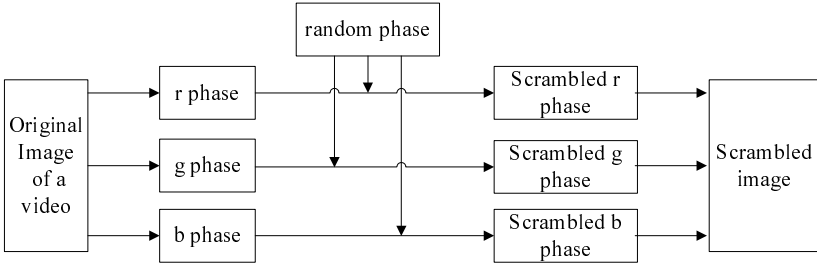 random phase
Original
Image
of a
video
r phase
g phase
b phase
Scrambled r
phase
Scrambled g
phase
Scrambled b
phase
Scrambled
image